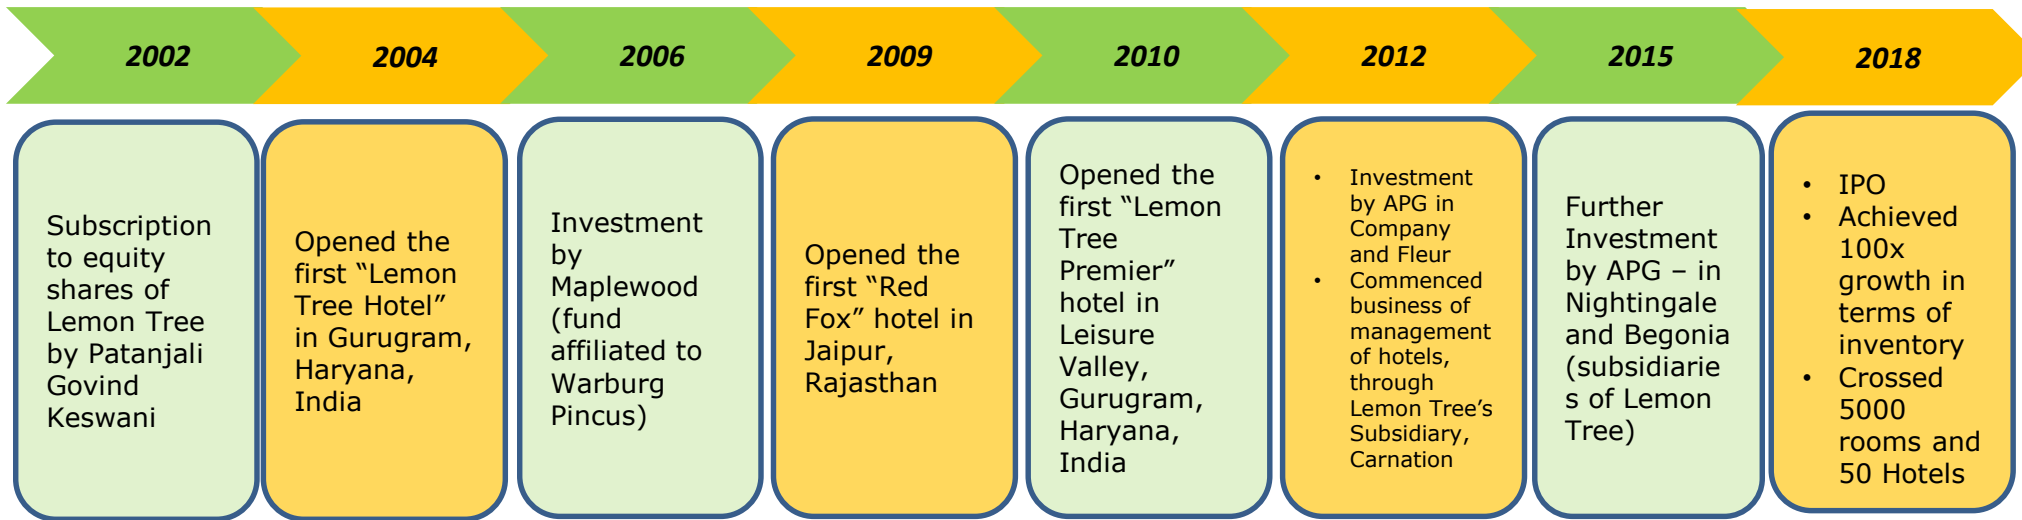 2002
2004
2006
2009
2010
2012
2015
2018
Subscription
to equity
shares of
Lemon Tree
by Patanjali
Govind
Keswani
Opened the
first “Lemon
Tree Hotel”
in Gurugram,
Haryana,
India
Investment
by
Maplewood
(fund
affiliated to
Warburg
Pincus)
Opened the
first “Red
Fox” hotel in
Jaipur,
Rajasthan
Opened the
first “Lemon
Tree
Premier”
hotel in
Leisure
Valley,
Gurugram,
Haryana,
India
• Investment
by APG in
Company
and Fleur
• Commenced
business of
management
of hotels,
through
Lemon Tree’s
Subsidiary,
Carnation
Further
Investment
by APG – in
Nightingale
and Begonia
(subsidiarie
s of Lemon
Tree)
• IPO
• Achieved
100x
growth in
terms of
inventory
• Crossed
5000
rooms and
50 Hotels